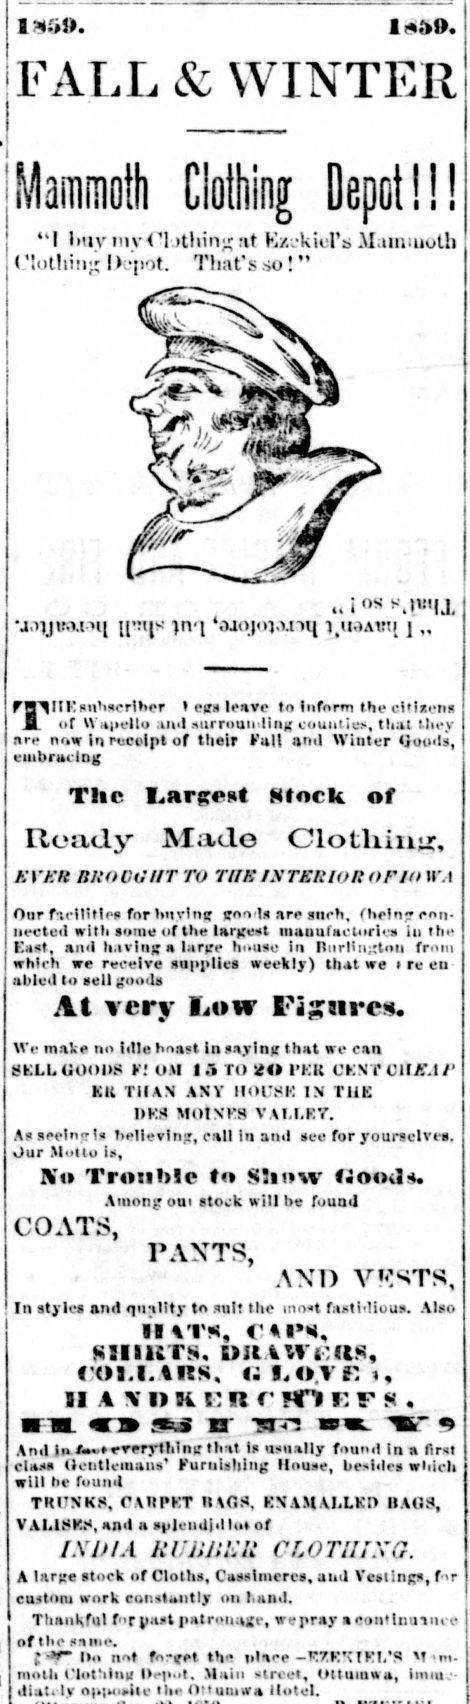 1859. 1859.
FALL & WINTER
Mammoth Clothing Depot!!!
"I buy my Clothing at Ezekiel's Mammoth
Clothing Depot. That's so!"
"I haven't heretofore, but shall hereafter.
That's so!"
THE subscriber begs leave to inform the citizens
of Wapello and surrounding counties, that they
are now in receipt of their Fall and Winter Goods,
embracing
The Largest Stock of
Ready Made Clothing,
EVER BROUGHT TO THE INTERIOR OF IOWA
Our facilities for buying goods are such, (being con-
nected with some of the largest manufactories in the
East, and having a large house in Burlington from
which we receive supplies weekly) that we are en
abled to sell goods
At very Low Figures.
We make no idle boast in saying that we can
SELL GOODS FROM 15 TO 20 PER CENT CHEAP
ER THAN ANY HOUSE IN THE
DES MOINES VALLEY.
As seeing is believing, call in and see for yourselves.
Our Motto is,
No Trouble to Show Goods.
Among our stock will be found
COATS,
PANTS,
AND VESTS,
In styles and quality to suit the most fastidious. Also
HATS, CAPS,
SHIRTS, DRAWERS,
COLLARS, GLOVES,
HANDKERCHIEFS,
HOSIERY,
And in fact everything that is usually found in a first
class Gentlemans' Furnishing House, besides which
will be found
TRUNKS, CARPET BAGS, ENAMALLED BAGS,
VALISES, and a splendid lot of
INDIA RUBBER CLOTHING.
A large stock of Cloths, Cassimeres, and Vestings, for
custom work constantly on hand.
Thankful for past patronage, we pray a continuance
of the same.
Do not forget the place—EZEKIEL'S Mam-
moth Clothing Depot, Main street, Ottumwa, imme-
diately opposite the Ottumwa Hotel.